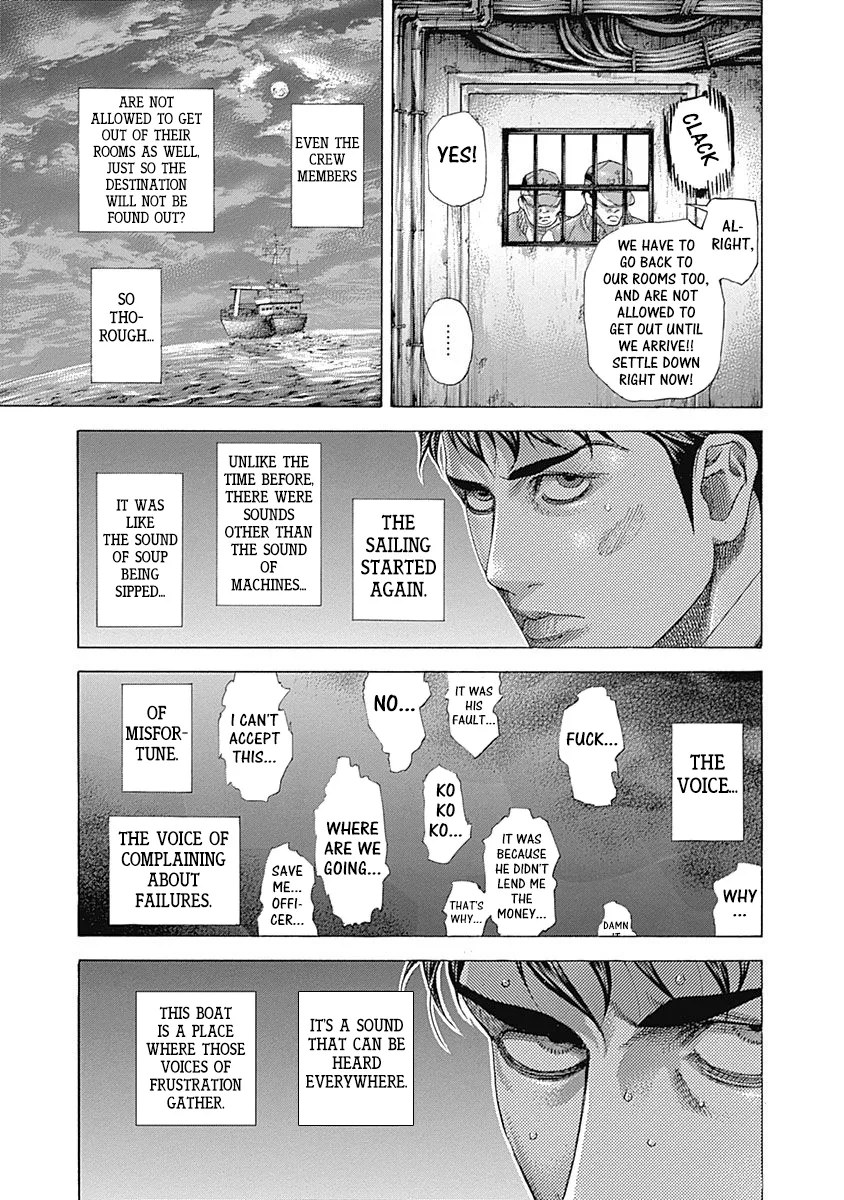 CLACK
AL-
RIGHT,
WE HAVE TO
GO BACK TO
OUR ROOMS TOO,
AND ARE NOT
ALLOWED TO
GET OUT UNTIL
WE ARRIVE!!
SETTLE DOWN
RIGHT NOW!
YES!
......
EVEN THE
CREW
MEMBERS
ARE NOT
ALLOWED TO GET
OUT OF THEIR
ROOMS AS WELL,
JUST SO THE
DESTINATION
WILL NOT BE
FOUND OUT?
SO
THO-
ROUGH...
THE
SAILING
STARTED
AGAIN.
UNLIKE THE
TIME BEFORE,
THERE WERE
SOUNDS
OTHER THAN
THE SOUND
OF
MACHINES...
IT WAS
LIKE
THE SOUND
OF SOUP
BEING
SIPPED...
THE
VOICE...
WHY
...
FUCK...
DAMN
IT
IT WAS
HIS
FAULT...
IT WAS
BECAUSE
HE DIDN'T
LEND ME
THE
MONEY...
NO...
KO
KO
KO...
THAT'S
WHY...
WHERE
ARE WE
GOING...
I CAN'T
ACCEPT
THIS...
SAVE
ME...
OFFI-
CER...
OF
MISFOR-
TUNE.
THE VOICE OF
COMPLAINING
ABOUT
FAILURES.
IT'S A SOUND
THAT CAN BE
HEARD
EVERYWHERE.
THIS BOAT
IS A PLACE
WHERE THOSE
VOICES OF
FRUSTRATION
GATHER.